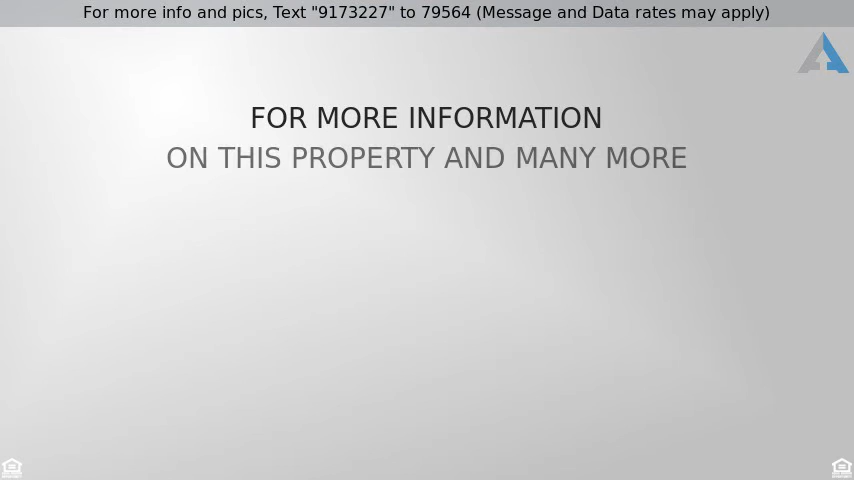 For more info and pics, Text "9173227" to 79564 (Message and Data rates may apply)
FOR MORE INFORMATION
ON THIS PROPERTY AND MANY MORE